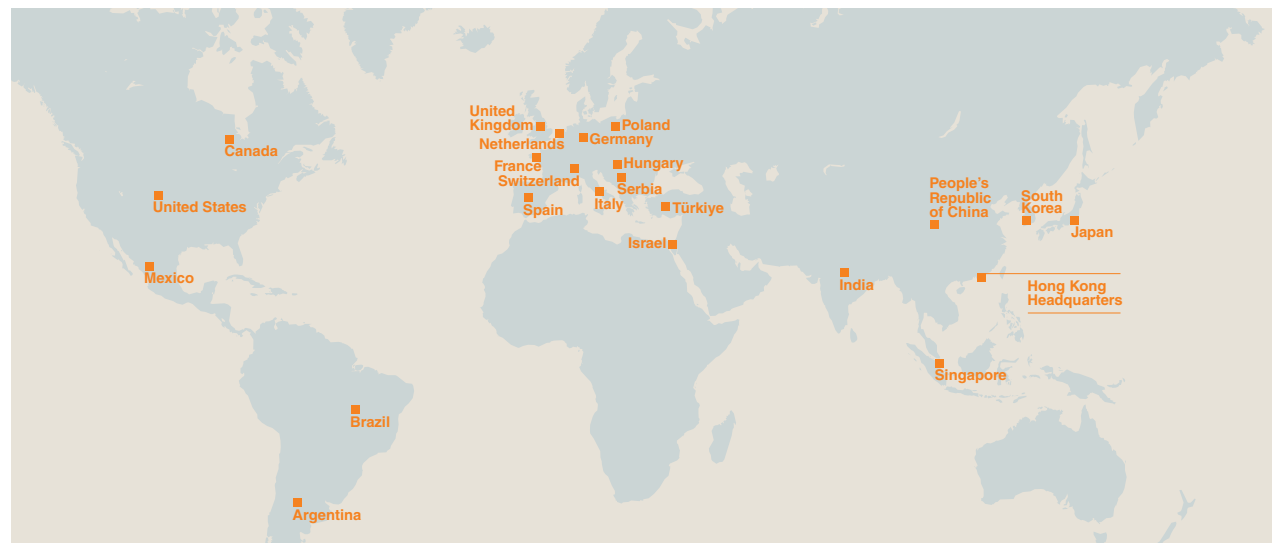 United
Kingdom
Poland
Germany
Netherlands
Canada
France
Hungary
Switzerland
Serbia
People’s
Republic
of China
South
Korea
United States
Italy
Spain
Türkiye
Japan
Israel
Mexico
India
Hong Kong
Headquarters
Singapore
Brazil
Argentina